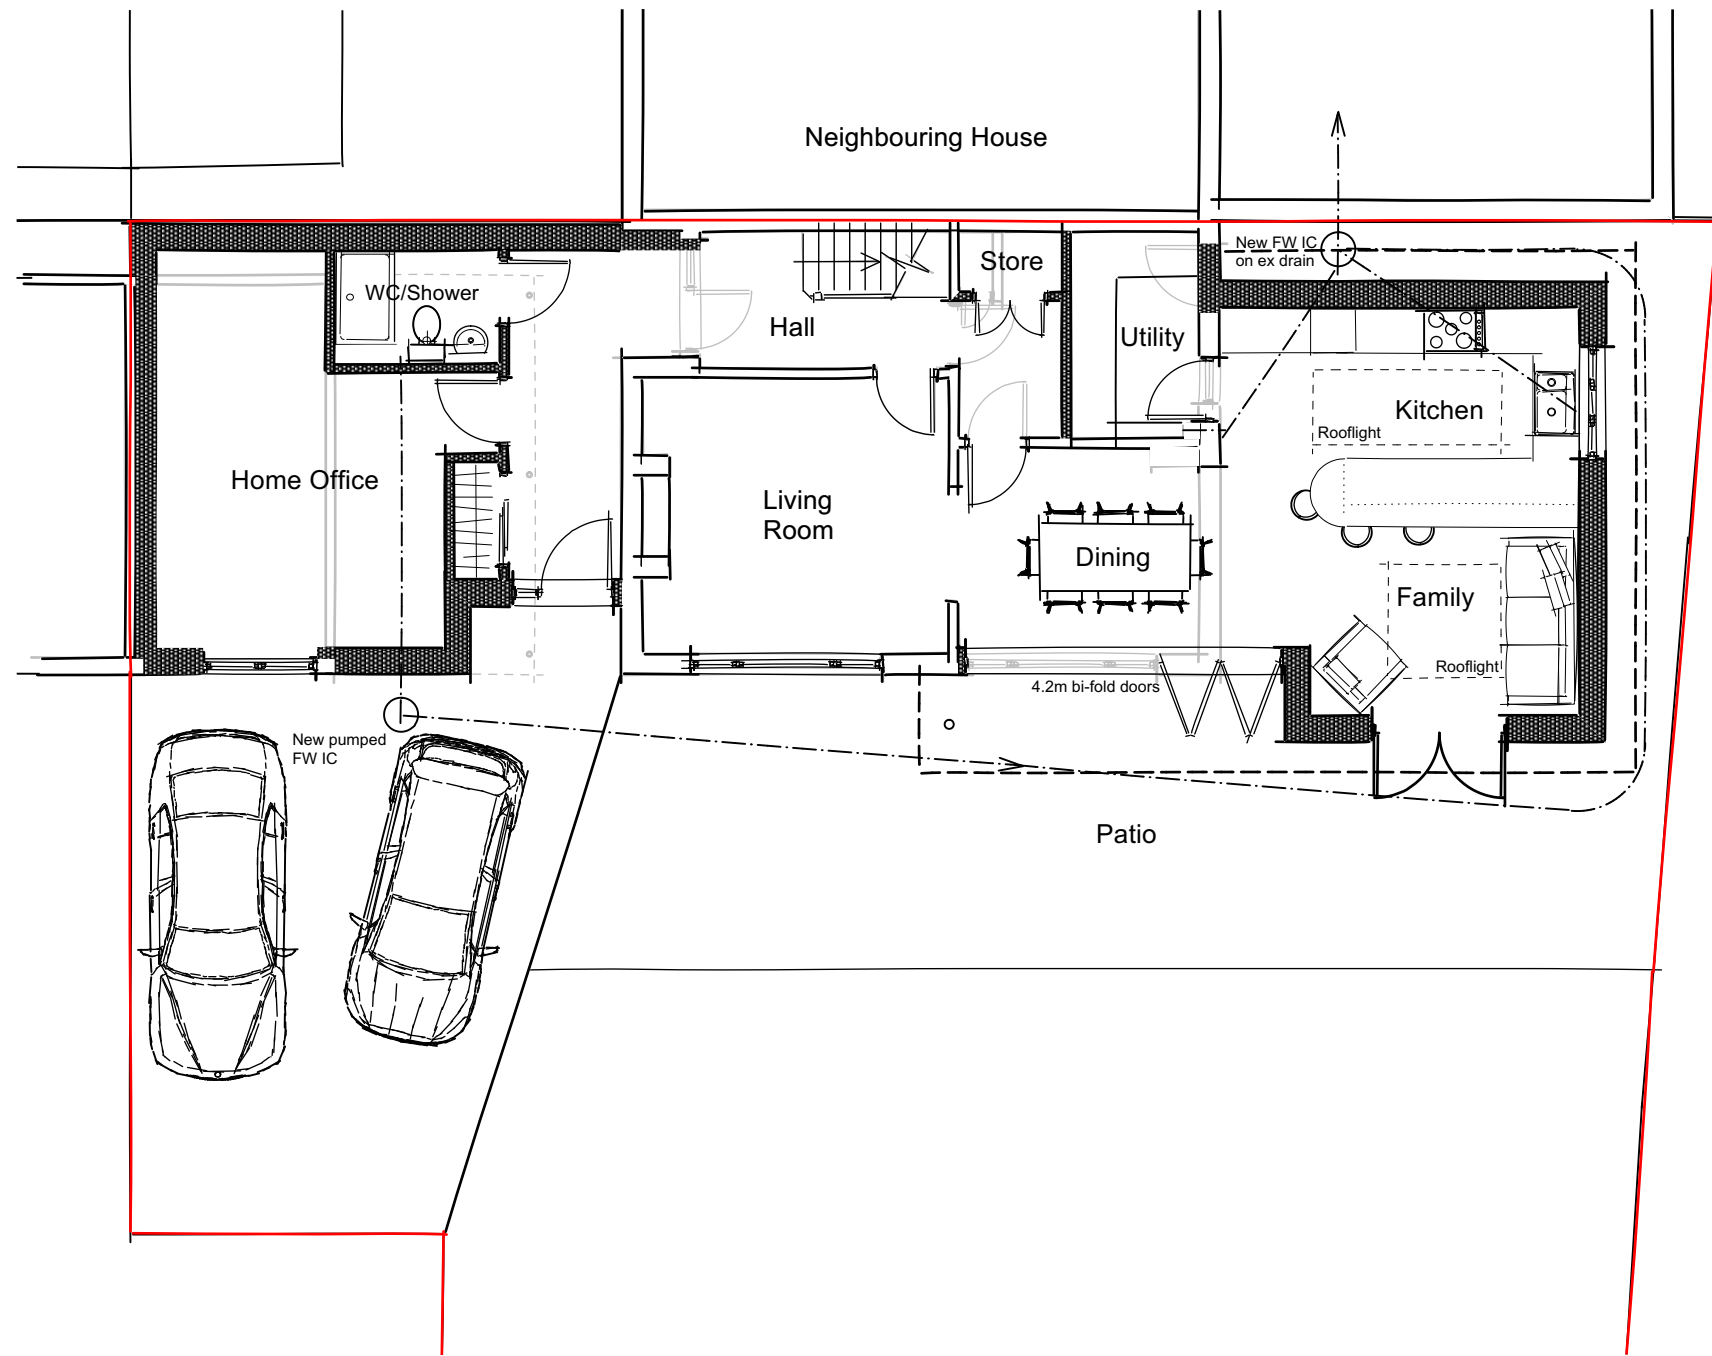 Neighbouring House
New FW IC
on ex drain
Store
WC/Shower
Hall
Utility
Kitchen
Rooflight
Home Office
Living
Room
Dining
Family
Rooflight
4.2m bi-fold doors
New pumped
FW IC
Patio